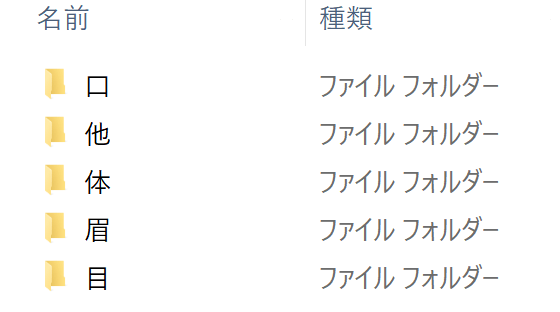 名前 種類
口 ファイル フォルダー
他 ファイル フォルダー
体 ファイル フォルダー
眉 ファイル フォルダー
目 ファイル フォルダー